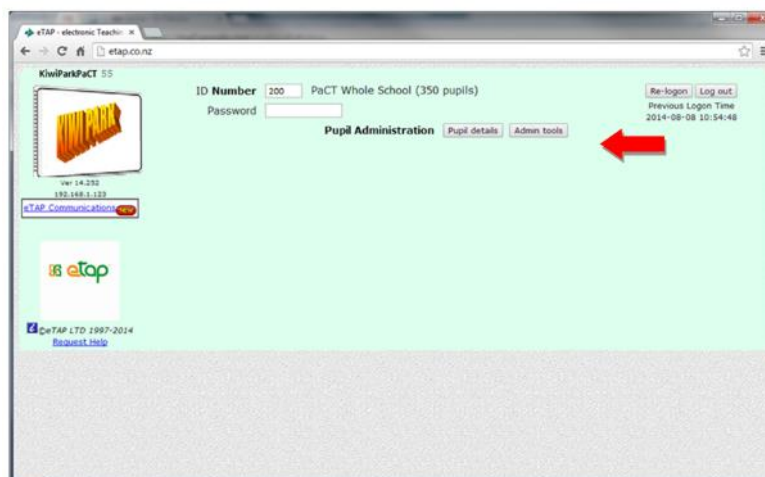 eTAP - electronic Teachin
etap.co.nz
KiwiParkPaCT 55
KIWI PARK
Ver 14.252
192.168.1.123
eTAP Communications NEW
etap
©eTAP LTD 1997-2014
Request Help
ID Number 200 PaCT Whole School (350 pupils)
Password
Pupil Administration Pupil details Admin tools
Re-logon Log out
Previous Logon Time
2014-08-08 10:54:48